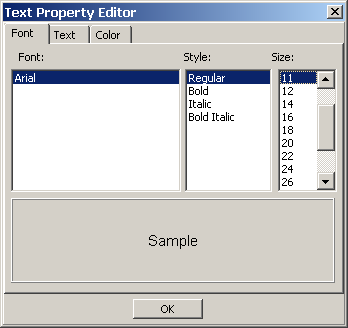 Text Property Editor
Font Text Color
Font: Style: Size:
Arial
Regular
Bold
Italic
Bold Italic
11
12
14
16
18
20
22
24
26
Sample
OK